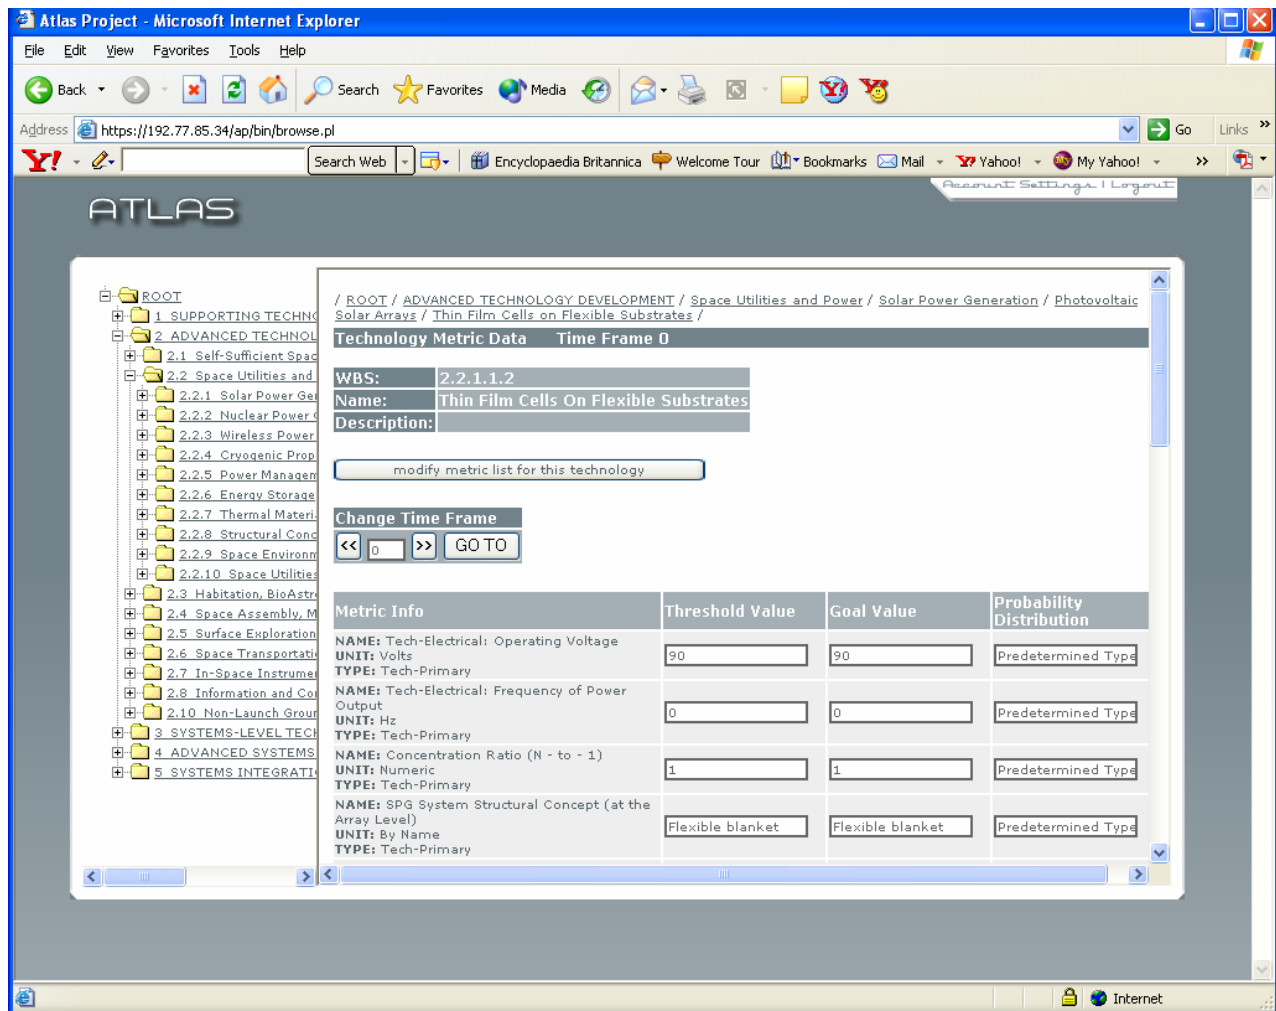 Atlas Project - Microsoft Internet Explorer
File Edit View Favorites Tools Help
Back Search Favorites Media
Address https://192.77.85.34/ap/bin/browse.pl Go Links »
Y! Search Web Encyclopaedia Britannica Welcome Tour Bookmarks Mail Yahoo! My Yahoo! »
Account Settings | Logout
ATLAS
ROOT
1 SUPPORTING TECHNO
2 ADVANCED TECHNOL
2.1 Self-Sufficient Spac
2.2 Space Utilities and
2.2.1 Solar Power Ge
2.2.2 Nuclear Power
2.2.3 Wireless Power
2.2.4 Cryogenic Prop
2.2.5 Power Managem
2.2.6 Energy Storage
2.2.7 Thermal Materi
2.2.8 Structural Conc
2.2.9 Space Environm
2.2.10 Space Utilities
2.3 Habitation, BioAstr
2.4 Space Assembly, M
2.5 Surface Exploration
2.6 Space Transportati
2.7 In-Space Instrume
2.8 Information and Co
2.10 Non-Launch Grour
3 SYSTEMS-LEVEL TECH
4 ADVANCED SYSTEMS
5 SYSTEMS INTEGRATI
/ ROOT / ADVANCED TECHNOLOGY DEVELOPMENT / Space Utilities and Power / Solar Power Generation / Photovoltaic
Solar Arrays / Thin Film Cells on Flexible Substrates /
Technology Metric Data Time Frame 0
WBS: 2.2.1.1.2
Name: Thin Film Cells On Flexible Substrates
Description:
modify metric list for this technology
Change Time Frame
<< 0 >> GO TO
Metric Info Threshold Value Goal Value Probability Distribution
NAME: Tech-Electrical: Operating Voltage
UNIT: Volts 90 90 Predetermined Type
TYPE: Tech-Primary
NAME: Tech-Electrical: Frequency of Power
Output
UNIT: Hz 0 0 Predetermined Type
TYPE: Tech-Primary
NAME: Concentration Ratio (N - to - 1)
UNIT: Numeric 1 1 Predetermined Type
TYPE: Tech-Primary
NAME: SPG System Structural Concept (at the
Array Level) Flexible blanket Flexible blanket Predetermined Type
UNIT: By Name
TYPE: Tech-Primary
Internet